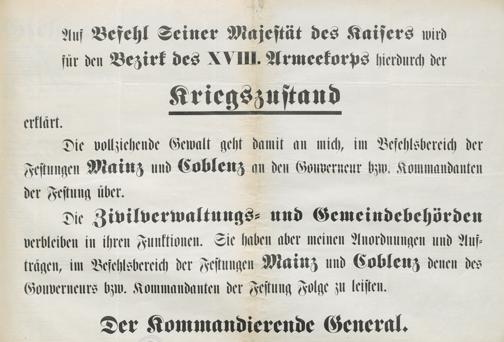 Auf Befehl Seiner Majestät des Kaisers wird
für den Bezirk des XVIII. Armeekorps hierdurch der
Kriegszustand
erklärt.
Die vollziehende Gewalt geht damit an mich, im Befehlsbereich der
Festungen Mainz und Coblenz an den Gouverneur bzw. Kommandanten
der Festung über.
Die Zivilverwaltungs- und Gemeindebehörden
verbleiben in ihren Funktionen. Sie haben aber meinen Anordnungen und Auf-
trägen, im Befehlsbereich der Festungen Mainz und Coblenz denen des
Gouverneurs bzw. Kommandanten der Festung Folge zu leisten.
Der Kommandierende General.